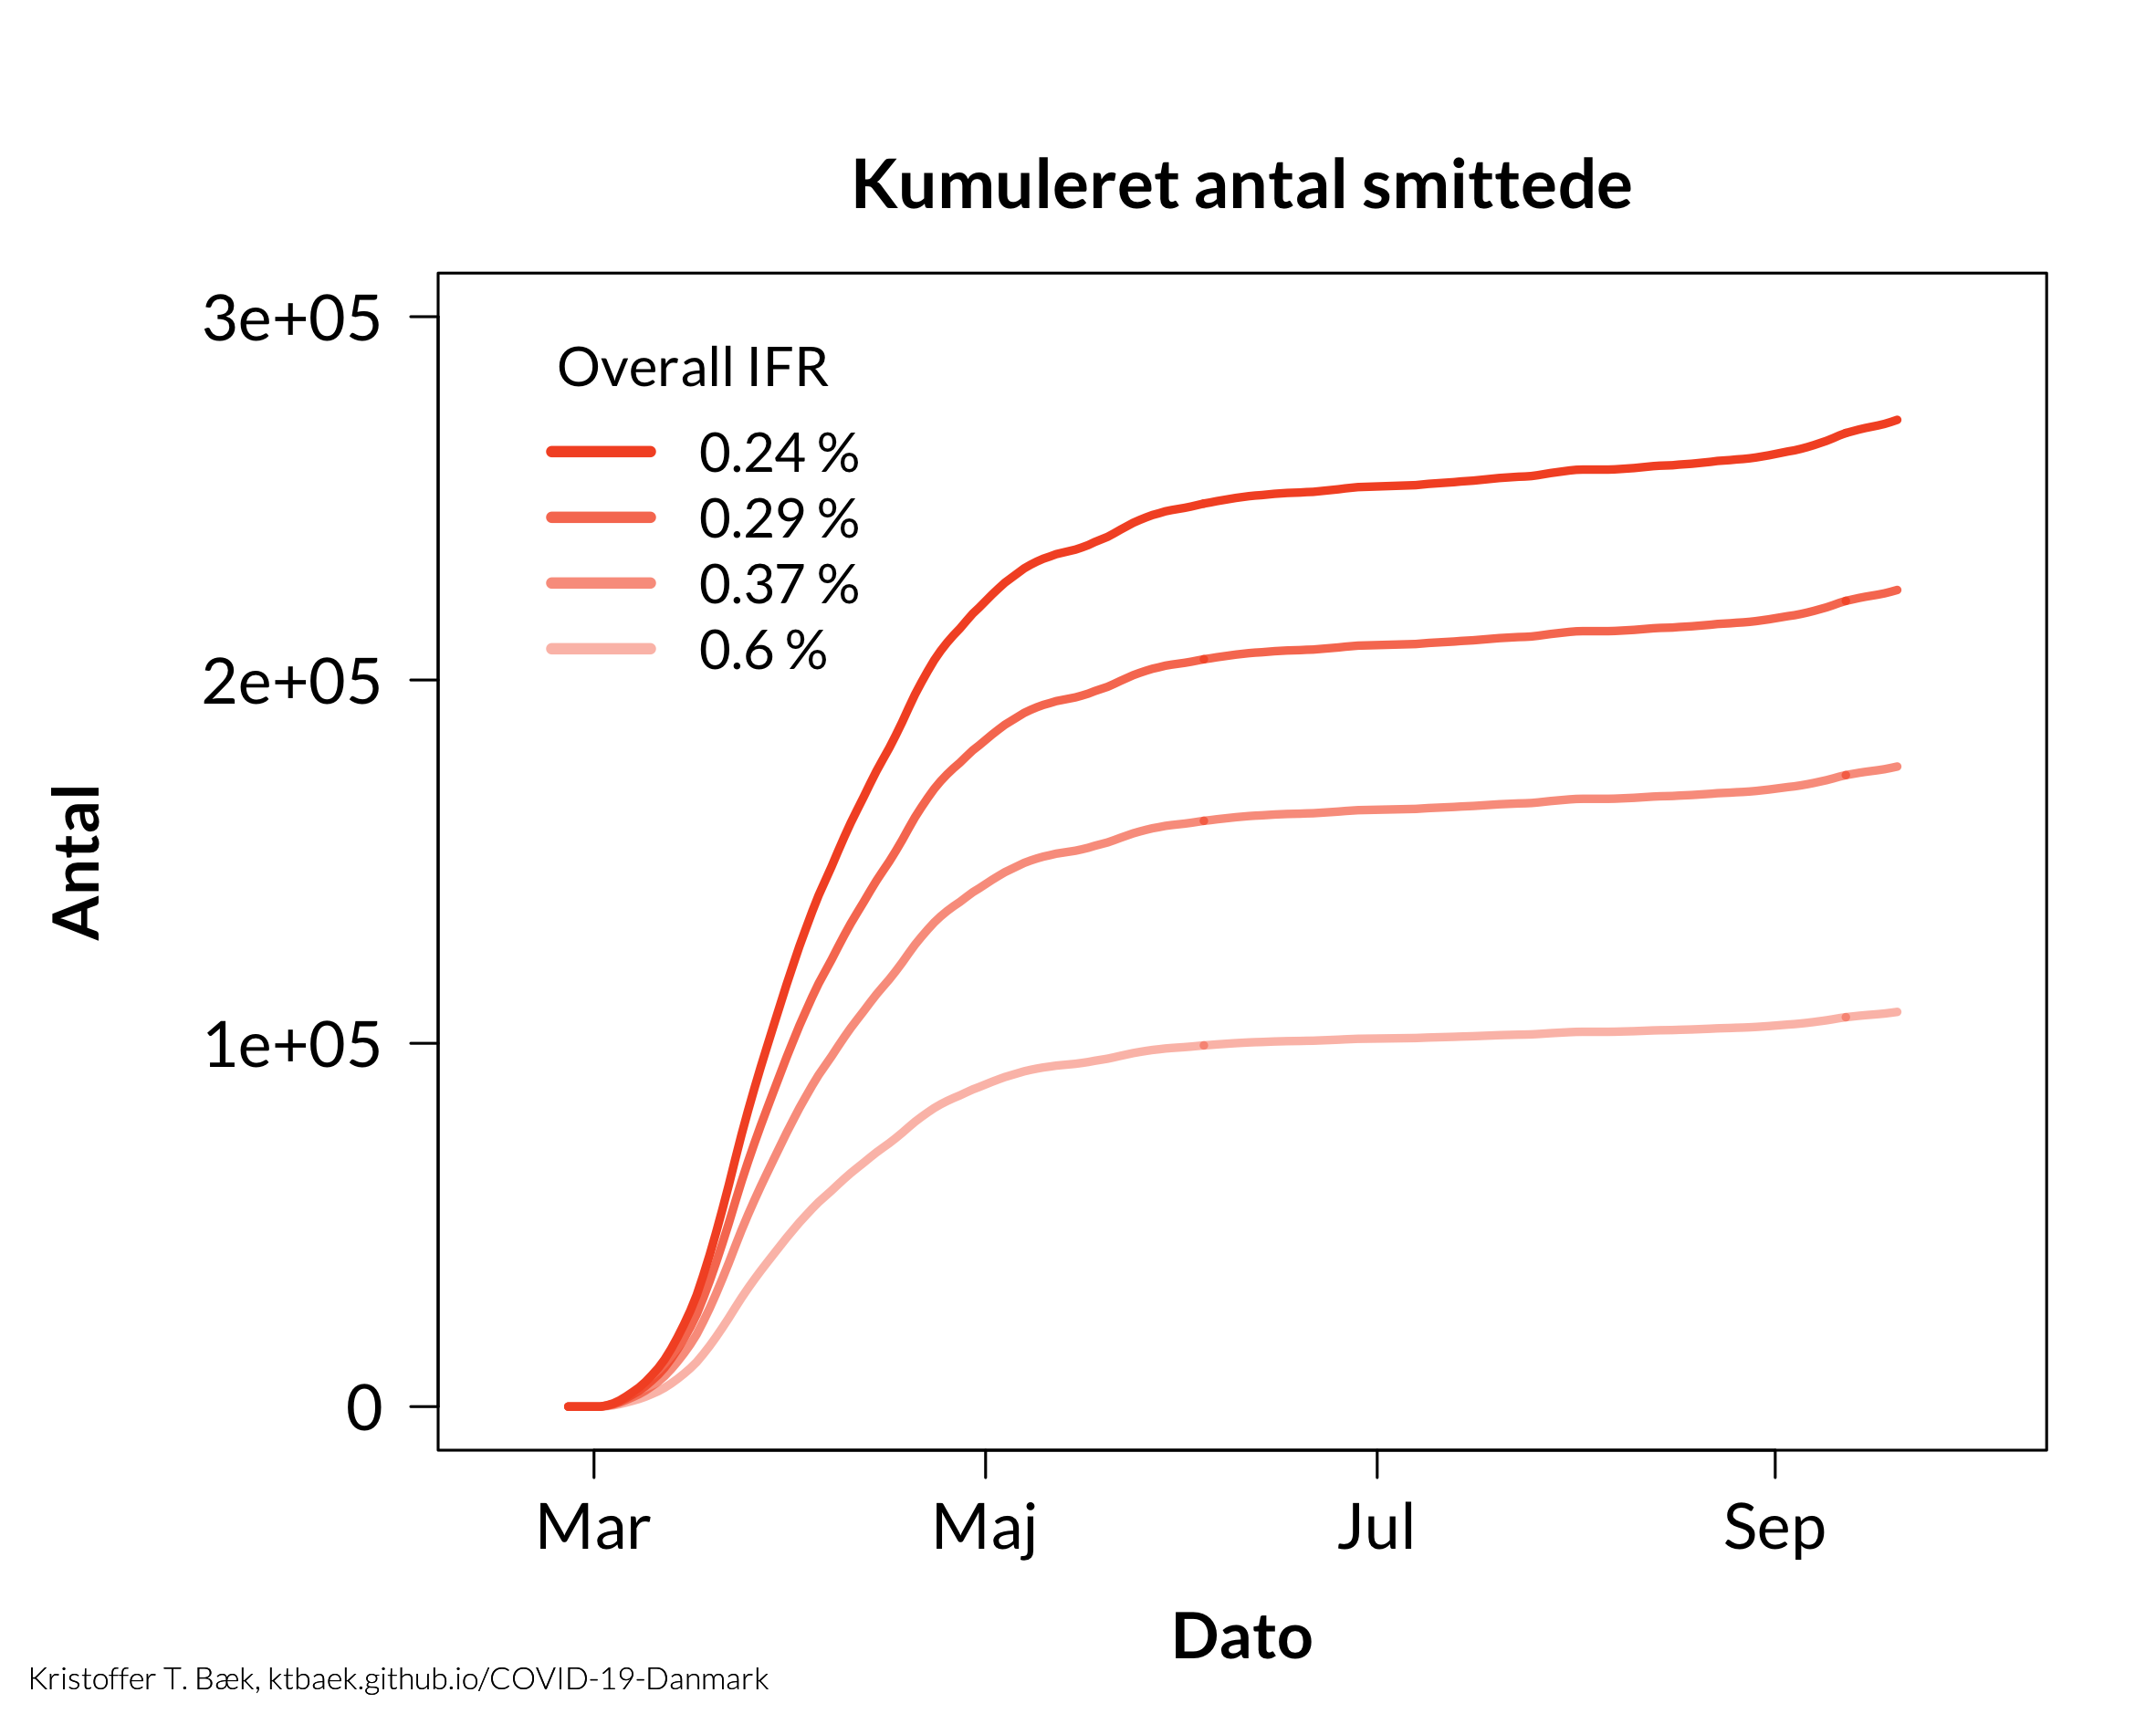 Kumuleret antal smittede
3e+05
2e+05
1e+05
0
Antal
Overall IFR
0.24 %
0.29 %
0.37 %
0.6 %
Mar
Maj
Jul
Sep
Dato
Kristoffer T. Bæk, ktbaek.github.io/COVID-19-Danmark